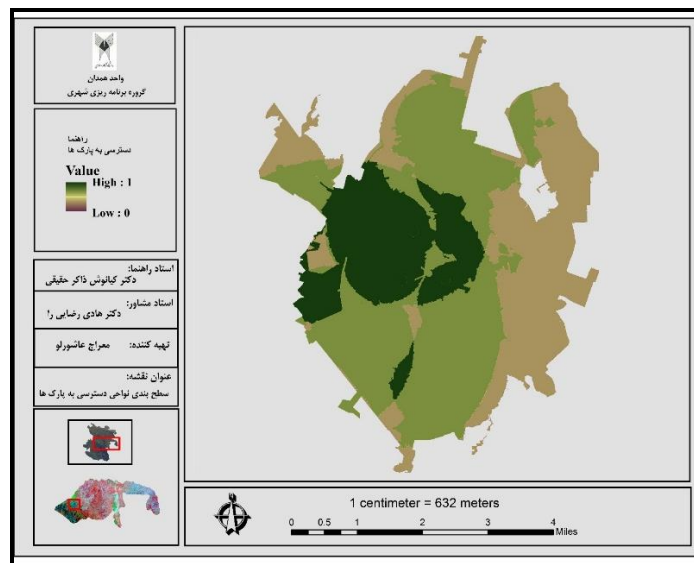 واحد همدان
گروره برنامه ریزی شهری
راهنما
دسترسی به پارک ها
Value
High : 1
Low : 0
استاد راهنما:
دکتر کیانوش ذاکر حقیقی
استاد مشاور:
دکتر هادی رضایی را
تهیه کننده: معراج عاشورلو
عنوان نقشه:
سطح بندی نواحی دسترسی به پارک ها
1 centimeter = 632 meters
0 0.5 1 2 3 4
Miles